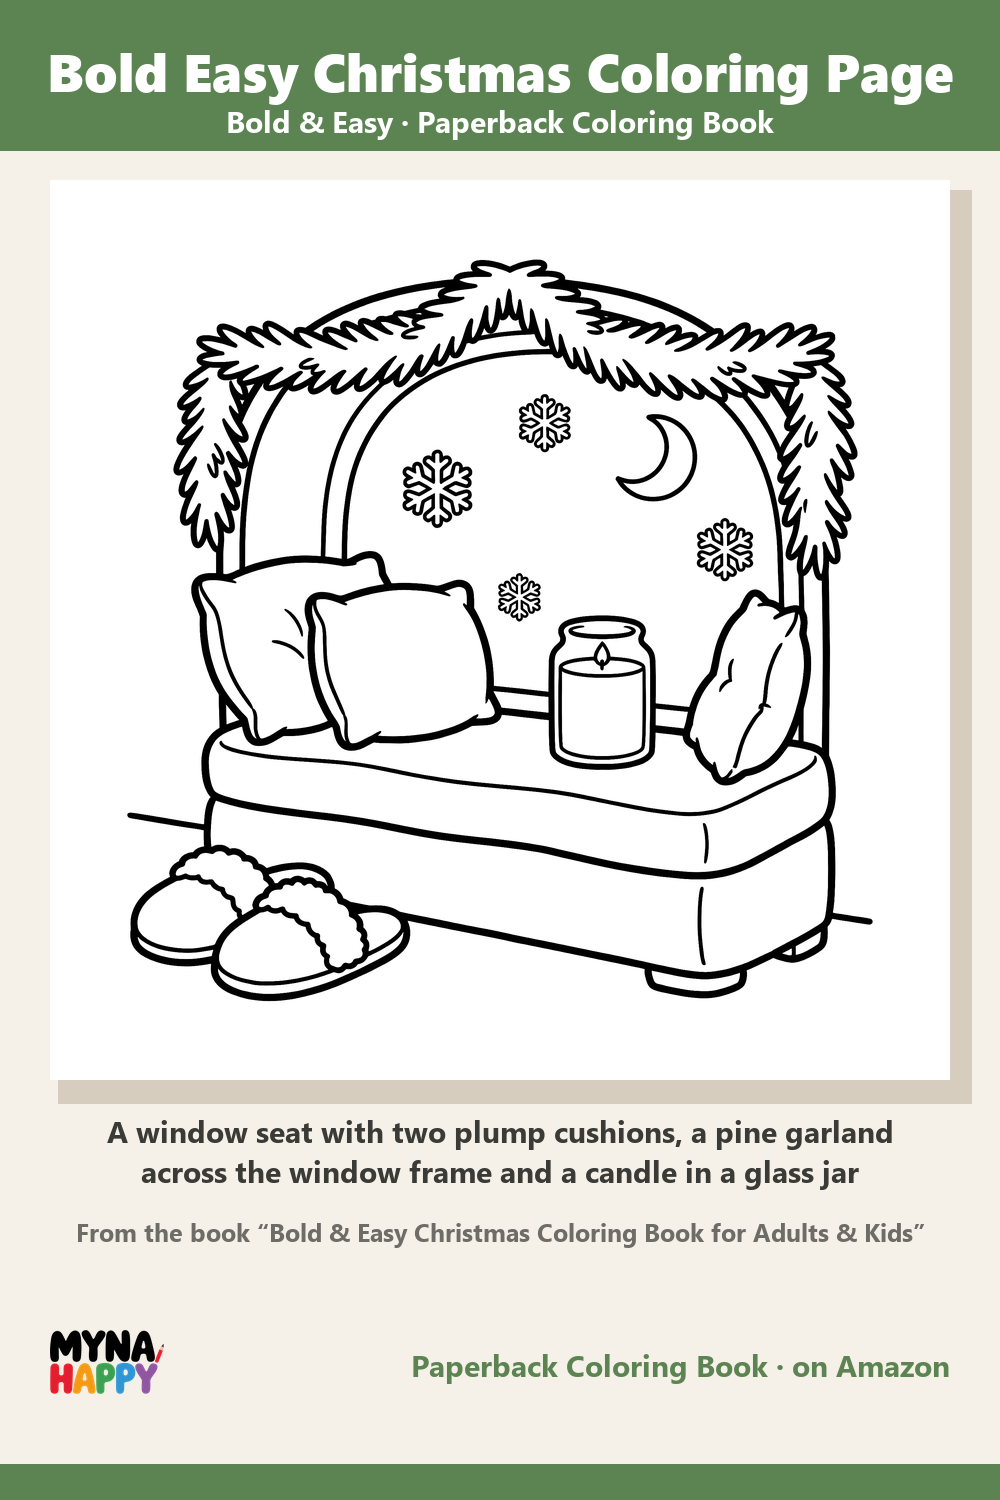 Bold Easy Christmas Coloring Page
Bold & Easy · Paperback Coloring Book
A window seat with two plump cushions, a pine garland
across the window frame and a candle in a glass jar
From the book “Bold & Easy Christmas Coloring Book for Adults & Kids”
MYNA
HAPPY
Paperback Coloring Book · on Amazon